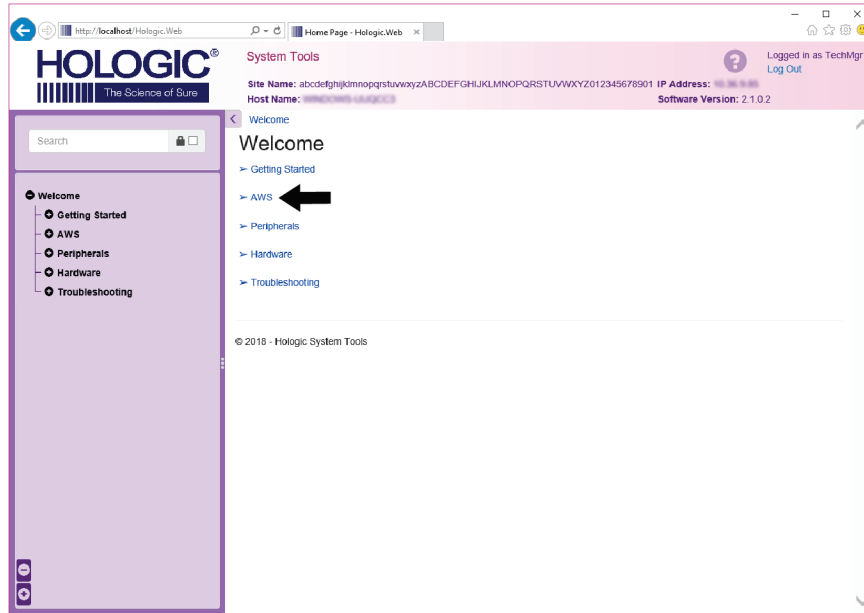 http://localhost/Hologic.Web
Home Page - Hologic.Web
HOLOGIC®
The Science of Sure
System Tools
Logged in as TechMgr
Log Out
Site Name: abcdefghijklmnopqrstuvwxyzABCDEFGHIJKLMNOPQRSTUVWXYZ012345678901 IP Address:
Host Name:
Software Version: 2.1.0.2
Search
Welcome
Getting Started
AWS
Peripherals
Hardware
Troubleshooting
Welcome
Welcome
➢ Getting Started
➢ AWS
➢ Peripherals
➢ Hardware
➢ Troubleshooting
© 2018 - Hologic System Tools